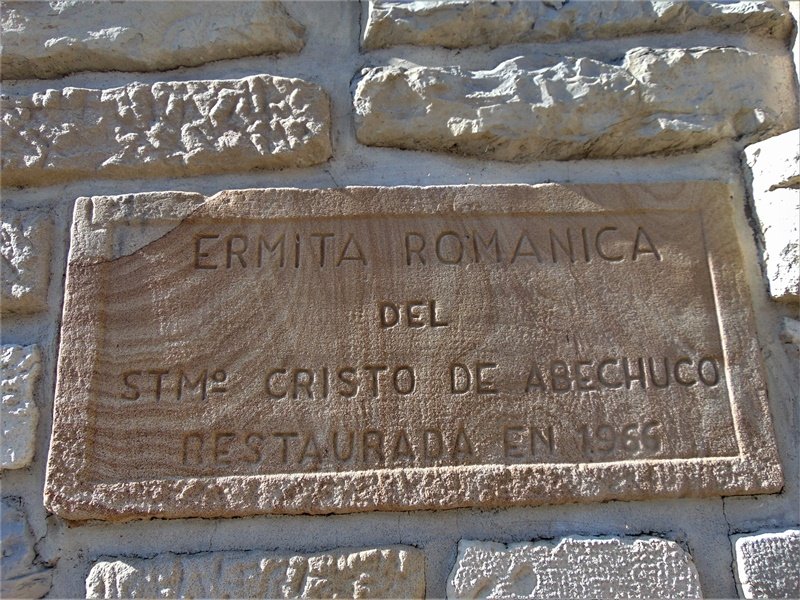 ERMiTA ROMANICA
DEL
STMº CRISTO DE ABECHUCO
RESTAURADA EN 1966